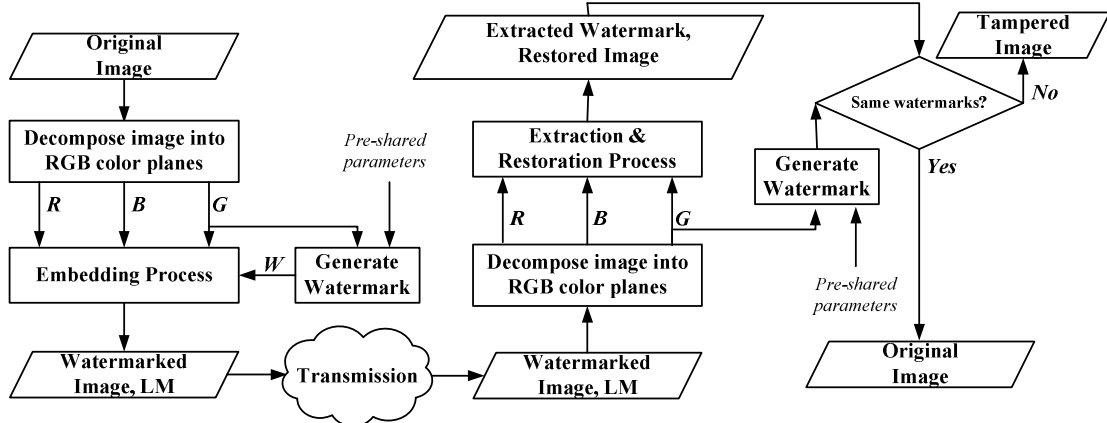 Original
Image
Decompose image into
RGB color planes
R
B
G
Pre-shared
parameters
Embedding Process
W
Generate
Watermark
Watermarked
Image, LM
Transmission
Watermarked
Image, LM
Decompose image into
RGB color planes
R
B
G
Extraction &
Restoration Process
Extracted Watermark,
Restored Image
Generate
Watermark
Pre-shared
parameters
Same watermarks?
No
Tampered
Image
Yes
Original
Image